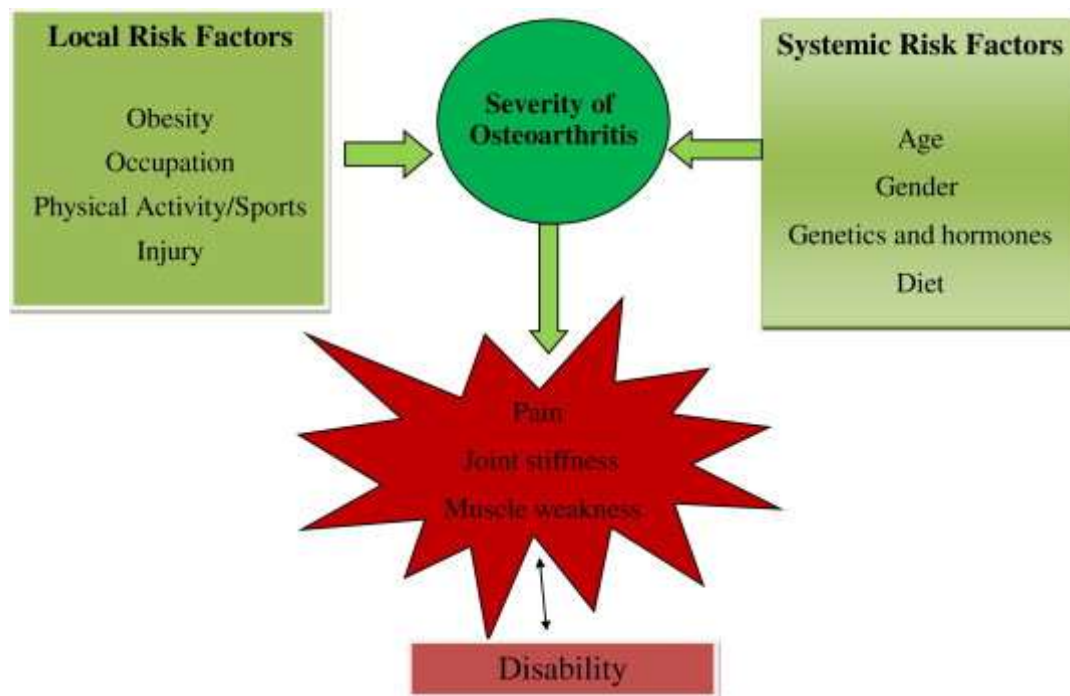 Local Risk Factors
Obesity
Occupation
Physical Activity/Sports
Injury
Severity of
Osteoarthritis
Systemic Risk Factors
Age
Gender
Genetics and hormones
Diet
Pain
Joint stiffness
Muscle weakness
Disability